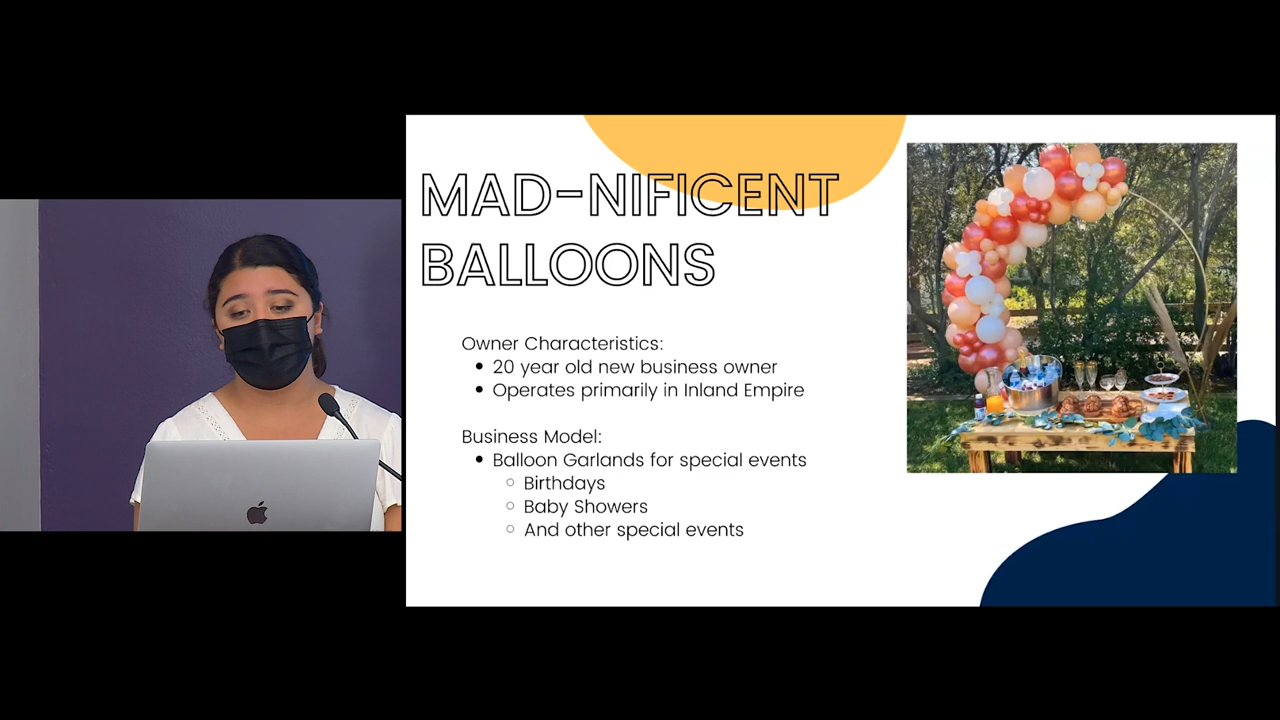 MAD-NIFICENT
BALLOONS
Owner Characteristics:
20 year old new business owner
Operates primarily in Inland Empire
Business Model:
Balloon Garlands for special events
Birthdays
Baby Showers
And other special events